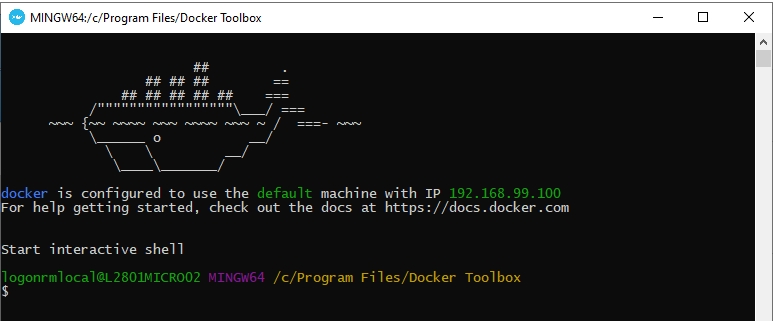 MINGW64:/c/Program Files/Docker Toolbox
                        ##         .
                  ## ## ##        ==
               ## ## ## ## ##    ===
           /"""""""""""""""""\___/ ===
      ~~~ {~~ ~~~~ ~~~ ~~~~ ~~~ ~ /  ===- ~~~
           \______ o           __/
             \    \         __/
              \____\_______/
docker is configured to use the default machine with IP 192.168.99.100
For help getting started, check out the docs at https://docs.docker.com
Start interactive shell
logonrmlocal@L2801MICRO02 MINGW64 /c/Program Files/Docker Toolbox
$